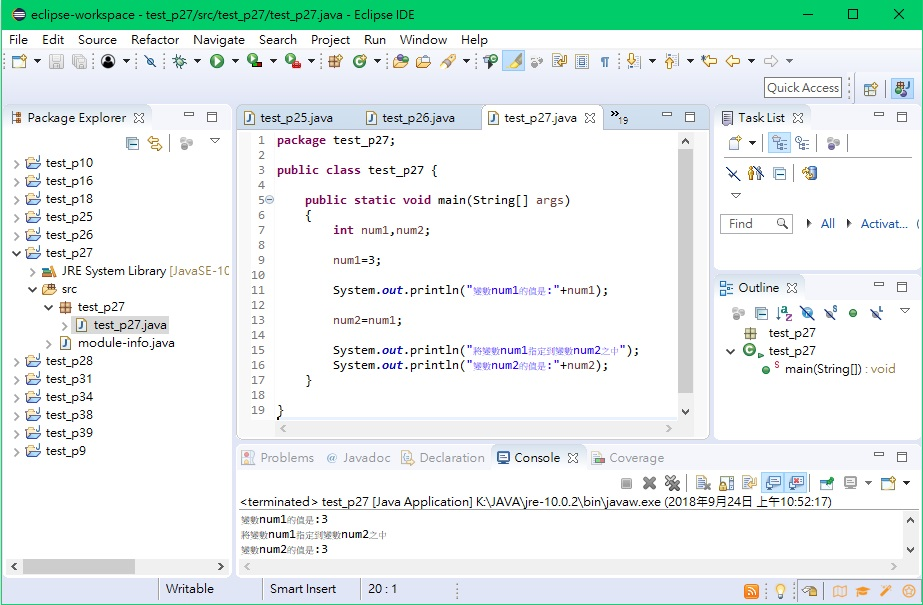 eclipse-workspace - test_p27/src/test_p27/test_p27.java - Eclipse IDE
File Edit Source Refactor Navigate Search Project Run Window Help
Quick Access
Package Explorer
test_p10
test_p16
test_p18
test_p25
test_p26
test_p27
JRE System Library [JavaSE-10
src
test_p27
test_p27.java
module-info.java
test_p28
test_p31
test_p34
test_p38
test_p39
test_p9
test_p25.java test_p26.java test_p27.java »19
1 package test_p27;
2
3 public class test_p27 {
4
5 public static void main(String[] args)
6 {
7 int num1,num2;
8
9 num1=3;
10
11 System.out.println("變數num1的值是:"+num1);
12
13 num2=num1;
14
15 System.out.println("將變數num1指定到變數num2之中");
16 System.out.println("變數num2的值是:"+num2);
17 }
18
19 }
Task List
Find All Activat...
Outline
test_p27
test_p27
main(String[]) : void
Problems @ Javadoc Declaration Console Coverage
<terminated> test_p27 [Java Application] K:\JAVA\jre-10.0.2\bin\javaw.exe (2018年9月24日 上午10:52:17)
變數num1的值是:3
將變數num1指定到變數num2之中
變數num2的值是:3
Writable Smart Insert 20 : 1